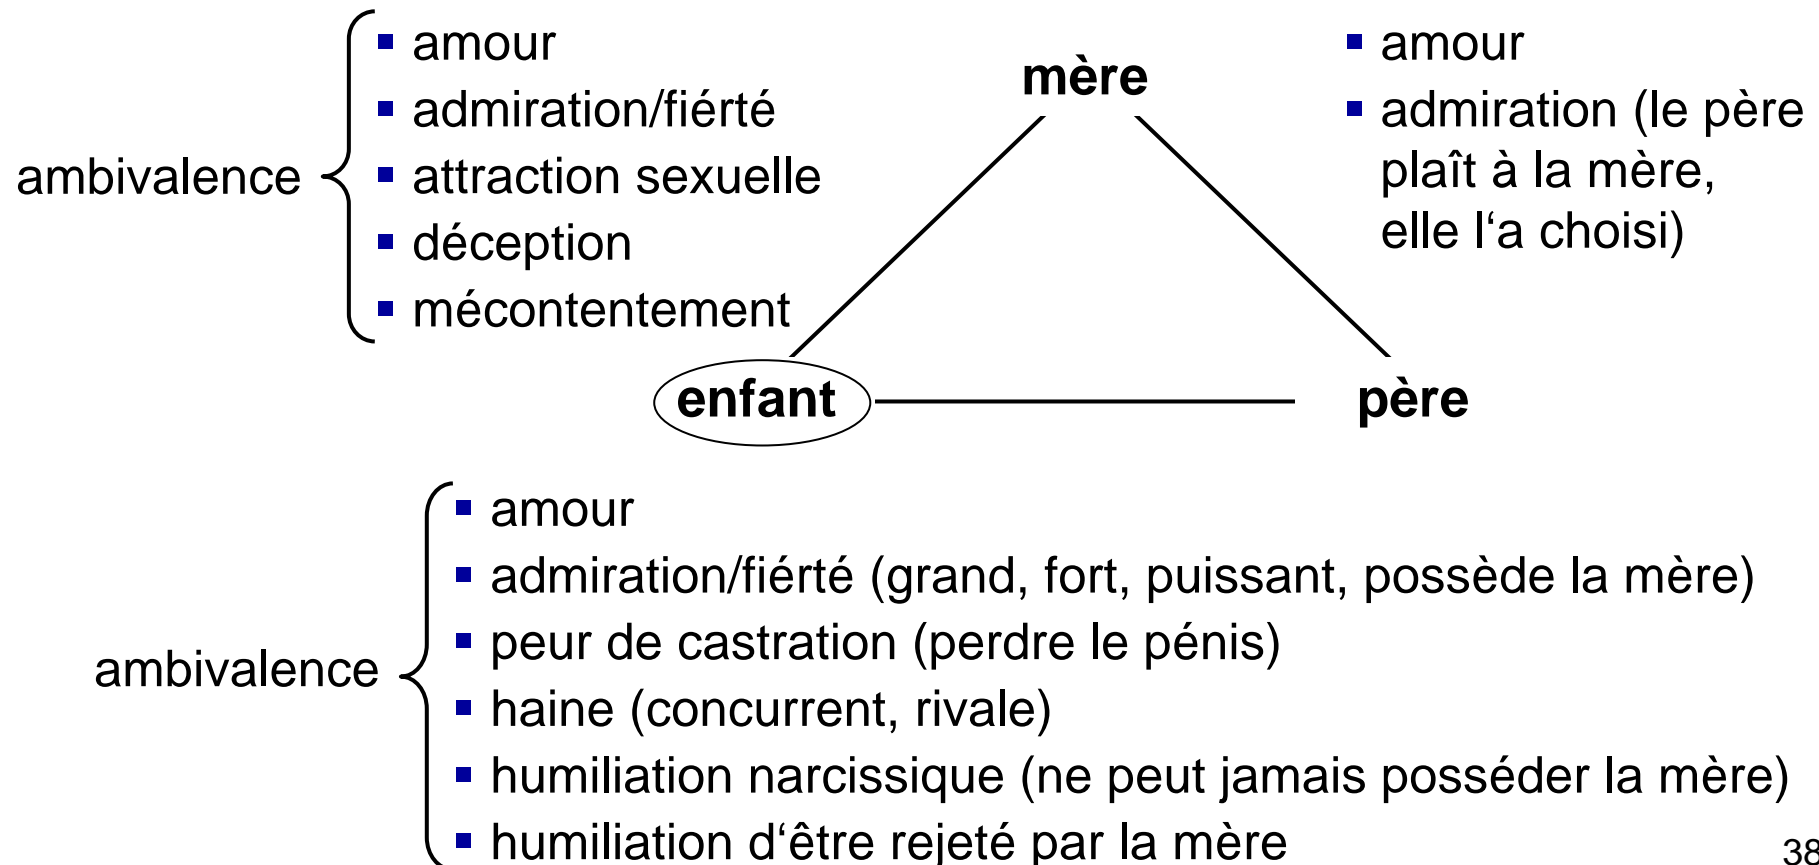 ambivalence
▪ amour
▪ admiration/fiérté
▪ attraction sexuelle
▪ déception
▪ mécontentement
mère
▪ amour
▪ admiration (le père
plaît à la mère,
elle l‘a choisi)
enfant
père
ambivalence
▪ amour
▪ admiration/fiérté (grand, fort, puissant, possède la mère)
▪ peur de castration (perdre le pénis)
▪ haine (concurrent, rivale)
▪ humiliation narcissique (ne peut jamais posséder la mère)
▪ humiliation d‘être rejeté par la mère
38